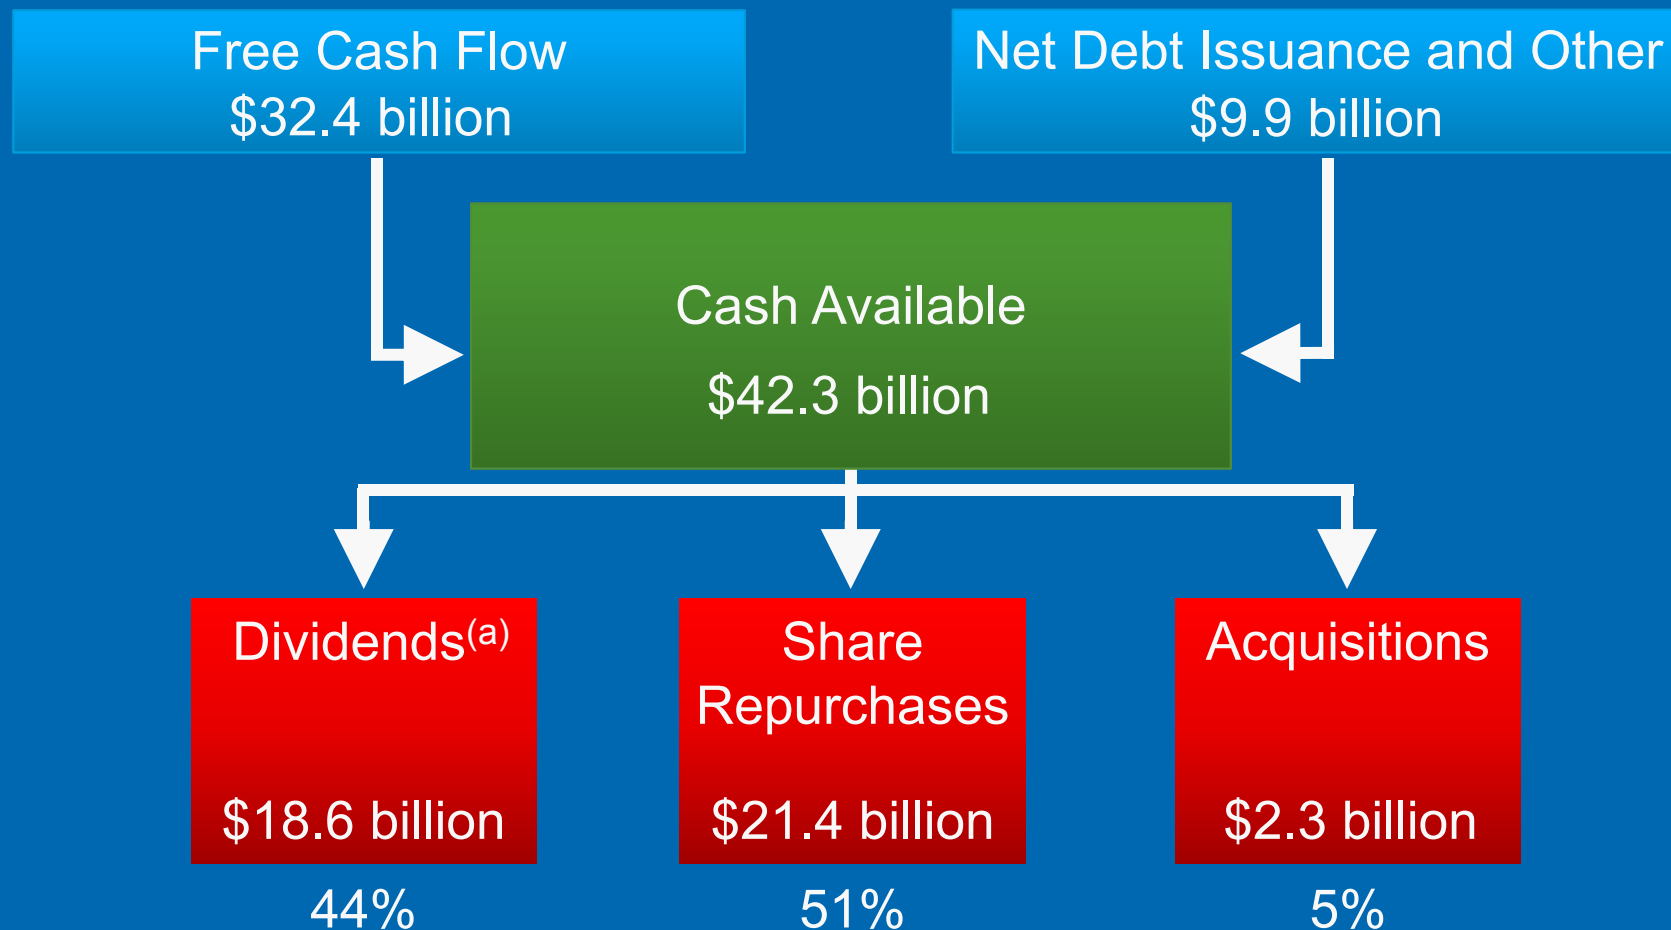 Free Cash Flow
$32.4 billion
Net Debt Issuance and Other
$9.9 billion
Cash Available
$42.3 billion
Dividends(a)
$18.6 billion
44%
Share
Repurchases
$21.4 billion
51%
Acquisitions
$2.3 billion
5%